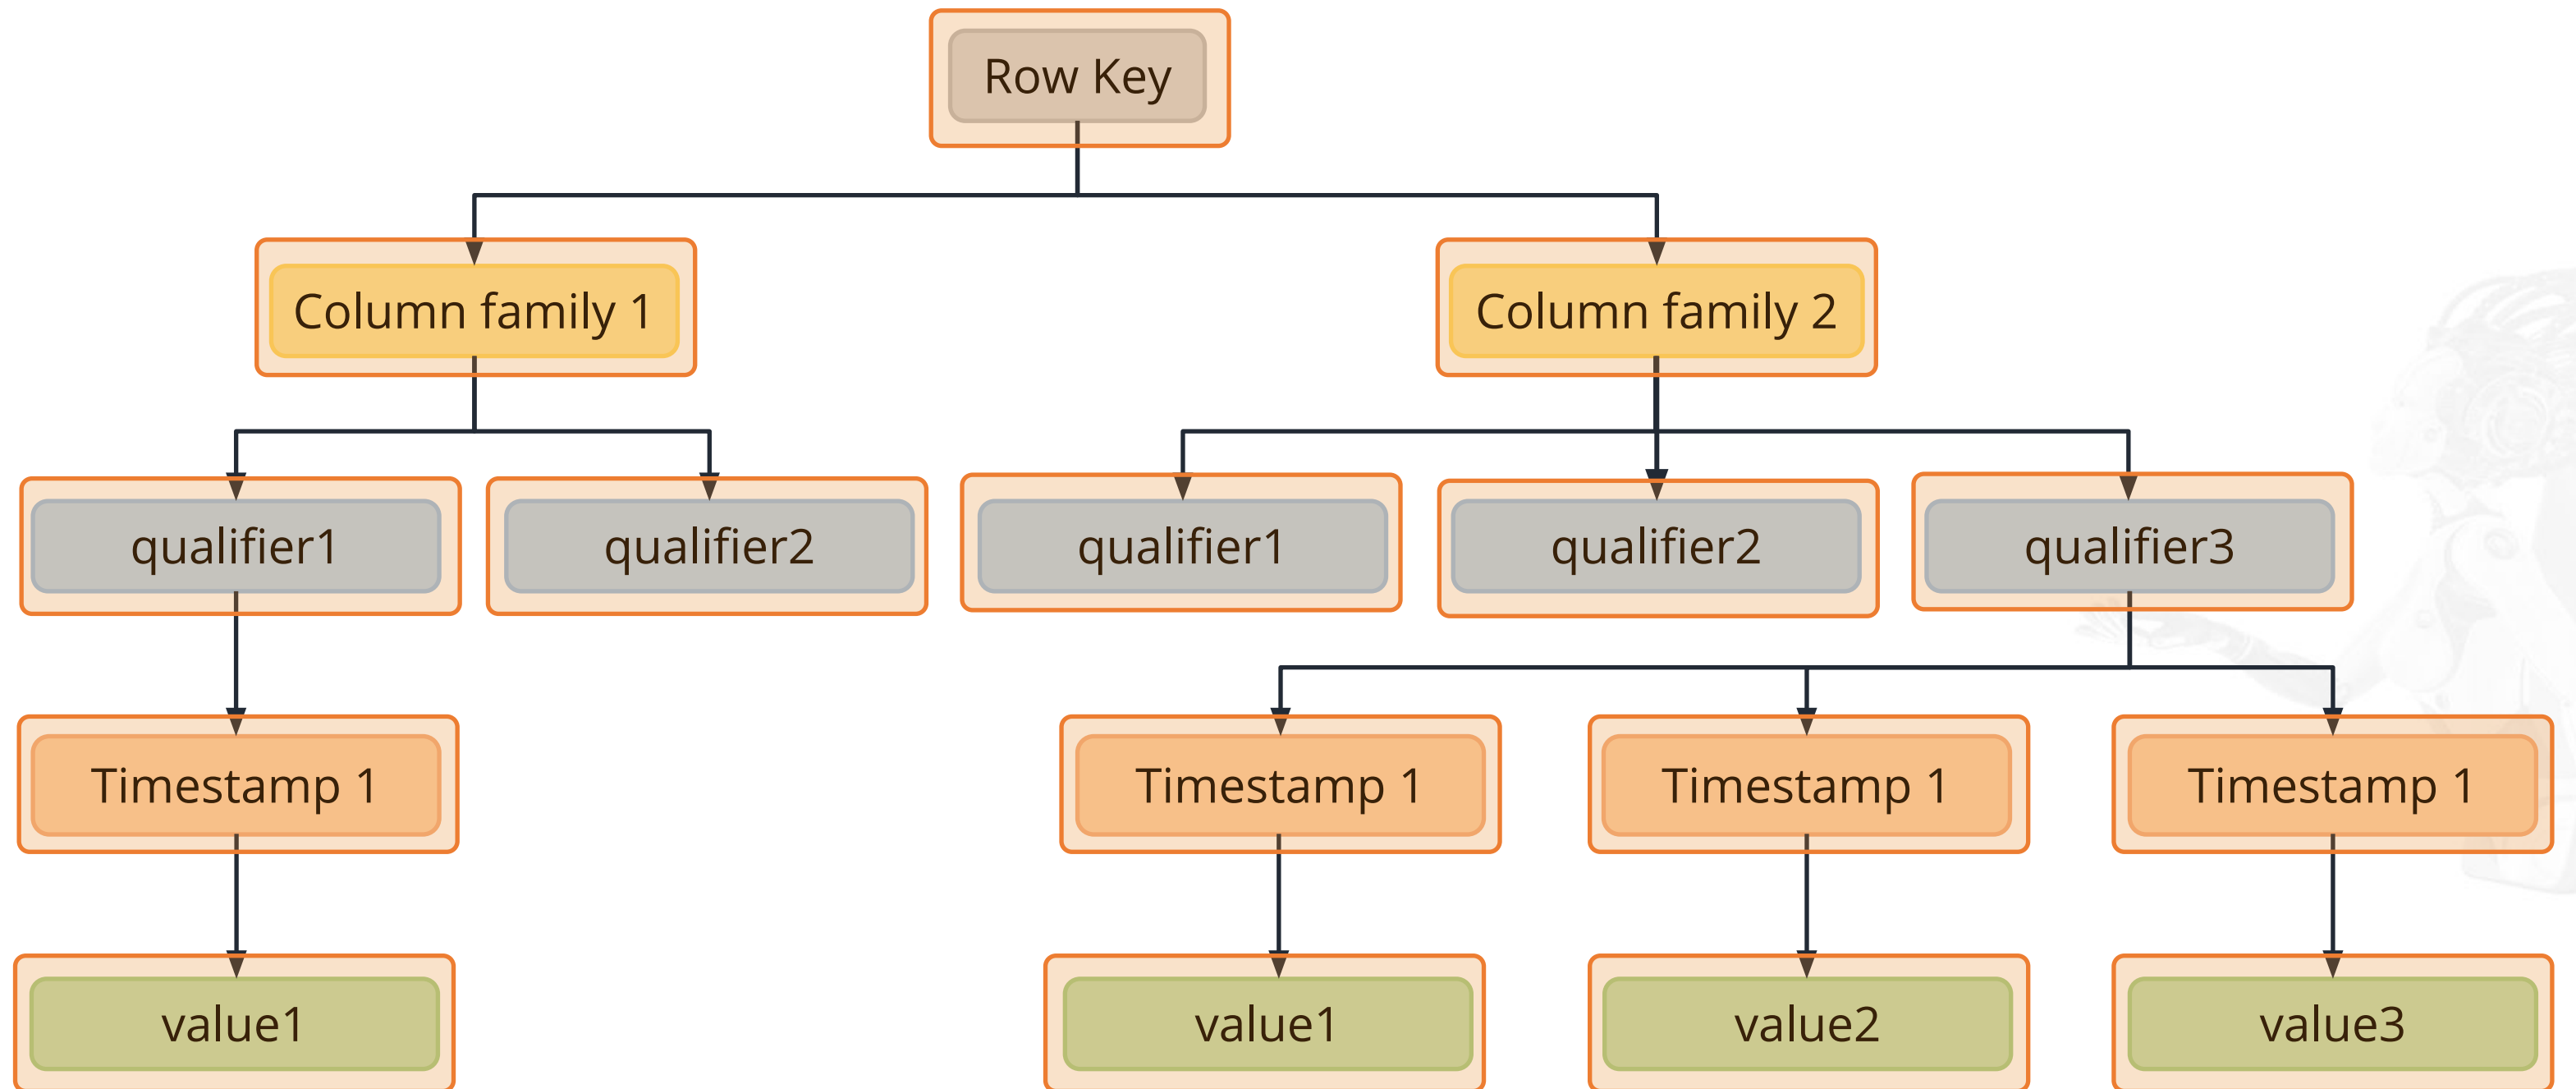 Row Key
Column family 1
Column family 2
qualifier1
qualifier2
qualifier1
qualifier2
qualifier3
Timestamp 1
Timestamp 1
Timestamp 1
Timestamp 1
value1
value1
value2
value3